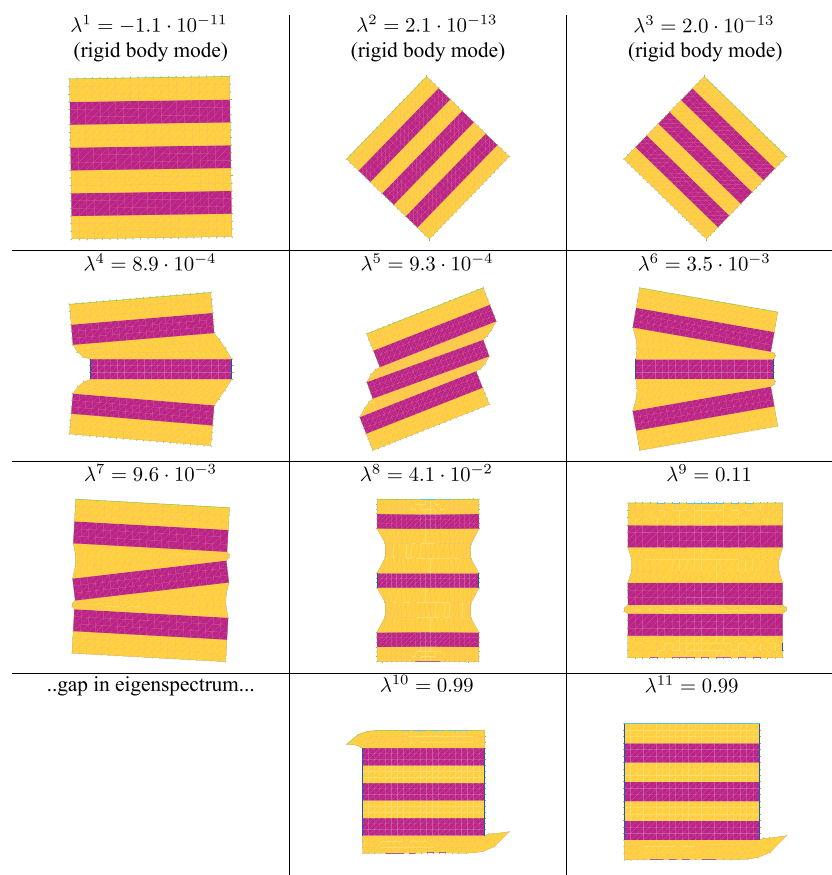 λ¹ = −1.1 · 10⁻¹¹
(rigid body mode)
λ² = 2.1 · 10⁻¹³
(rigid body mode)
λ³ = 2.0 · 10⁻¹³
(rigid body mode)
λ⁴ = 8.9 · 10⁻⁴
λ⁵ = 9.3 · 10⁻⁴
λ⁶ = 3.5 · 10⁻³
λ⁷ = 9.6 · 10⁻³
λ⁸ = 4.1 · 10⁻²
λ⁹ = 0.11
..gap in eigenspectrum...
λ¹⁰ = 0.99
λ¹¹ = 0.99